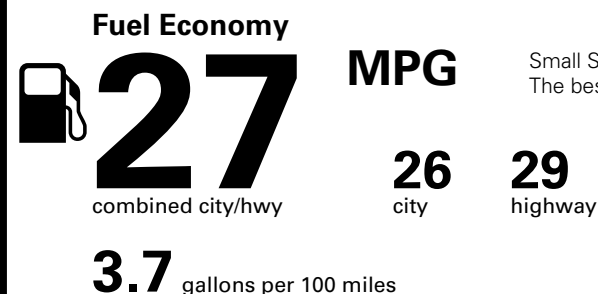 Fuel Economy
27 MPG
Small S
The bes
combined city/hwy
26 city
29 highway
3.7 gallons per 100 miles